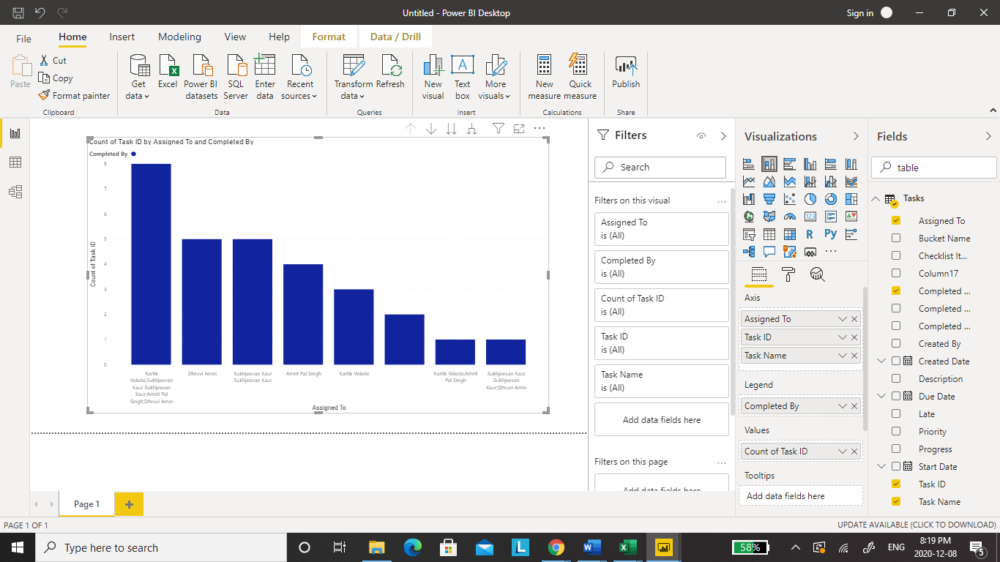 Untitled - Power BI Desktop
Sign in
File
Home
Insert
Modeling
View
Help
Format
Data / Drill
Paste
Cut
Copy
Format painter
Clipboard
Get data
Excel
Power BI datasets
SQL Server
Enter data
Recent sources
Data
Transform data
Refresh
Queries
New visual
Text box
More visuals
Insert
New measure
Quick measure
Calculations
Publish
Share
Count of Task ID by Assigned To and Completed By
Completed By
8
7
6
5
4
3
2
1
0
Count of Task ID
Kartik
Velede;Sukhjeevan
Kaur Sukhjeevan
Kaur;Amrit Pal
Singh;Dhruvi Amin
Dhruvi Amin
Sukhjeevan Kaur
Sukhjeevan Kaur
Amrit Pal Singh
Kartik Velede
Kartik Velede;Amrit
Pal Singh
Sukhjeevan Kaur
Sukhjeevan
Kaur;Dhruvi Amin
Assigned To
Filters
Search
Filters on this visual
Assigned To
is (All)
Completed By
is (All)
Count of Task ID
is (All)
Task ID
is (All)
Task Name
is (All)
Add data fields here
Filters on this page
Add data fields here
Visualizations
123
R
Py
Axis
Assigned To
Task ID
Task Name
Legend
Completed By
Values
Count of Task ID
Tooltips
Add data fields here
Fields
table
Tasks
Assigned To
Bucket Name
Checklist It...
Column17
Completed ...
Completed ...
Completed ...
Created By
Created Date
Description
Due Date
Late
Priority
Progress
Start Date
Task ID
Task Name
Page 1
PAGE 1 OF 1
UPDATE AVAILABLE (CLICK TO DOWNLOAD)
Type here to search
58%
ENG
8:19 PM
2020-12-08
5